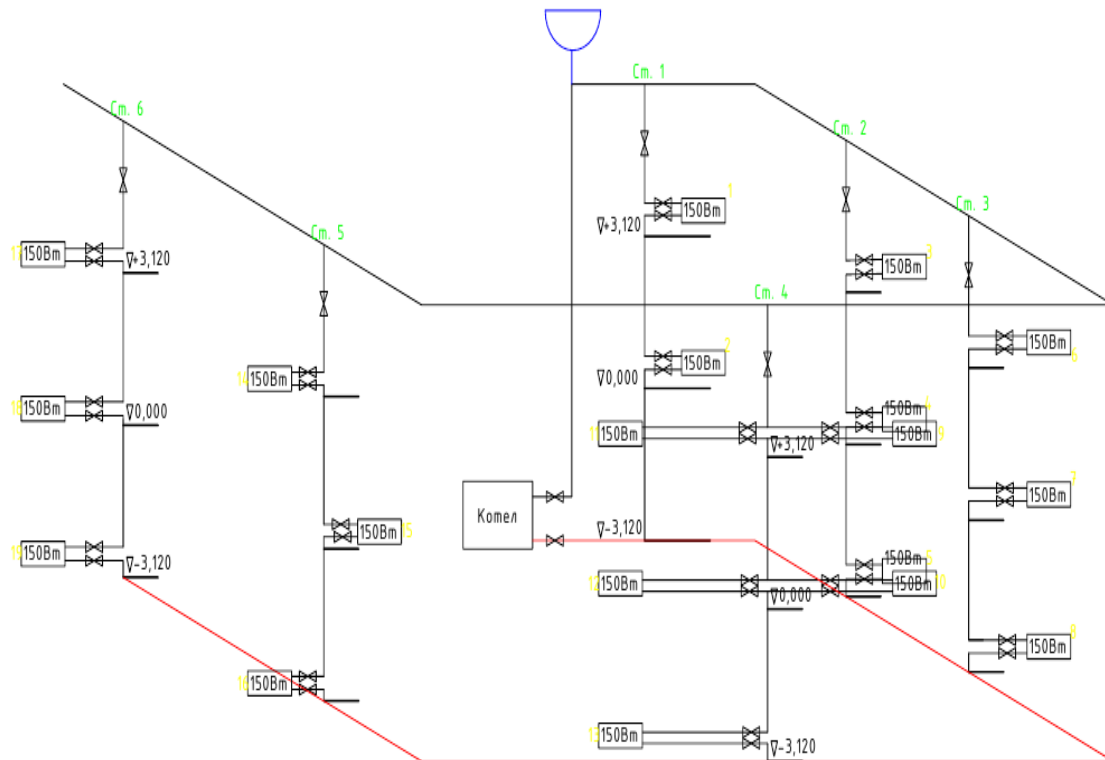 Ст. 1
Ст. 6
Ст. 2
1
150Вт
Ст. 3
∇+3,120
Ст. 5
17
150Вт
3
150Вт
∇+3,120
Ст. 4
6
150Вт
2
150Вт
14
150Вт
∇0,000
18
150Вт
∇0,000
4
150Вт
11
150Вт
9
150Вт
∇+3,120
7
150Вт
Котел
∇-3,120
15
150Вт
19
150Вт
∇-3,120
5
150Вт
12
150Вт
10
150Вт
∇0,000
8
150Вт
16
150Вт
13
150Вт
∇-3,120